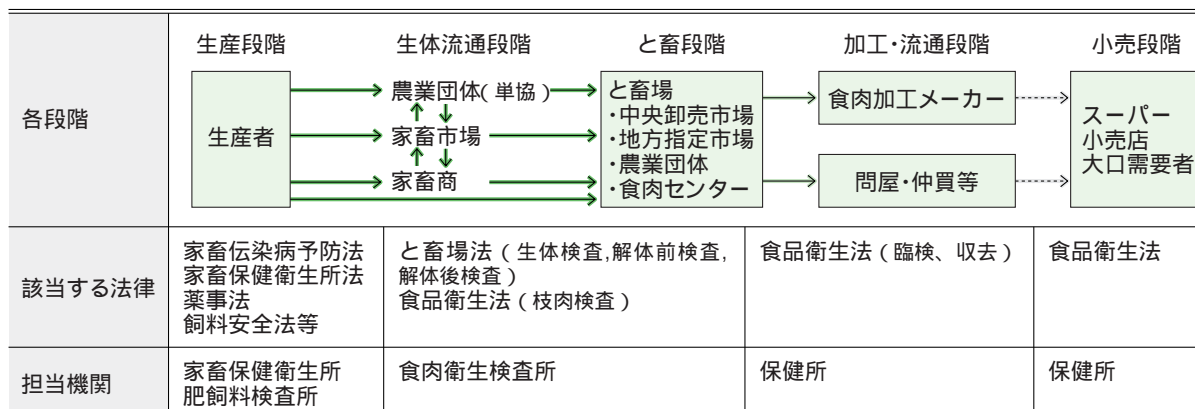 生産段階
生体流通段階
と畜段階
加工・流通段階
小売段階
各段階
生産者
農業団体（単協）
家畜市場
家畜商
と畜場
・中央卸売市場
・地方指定市場
・農業団体
・食肉センター
食肉加工メーカー
問屋・仲買等
スーパー
小売店
大口需要者
該当する法律
家畜伝染病予防法
家畜保健衛生所法
薬事法
飼料安全法等
と畜場法（生体検査,解体前検査,
解体後検査）
食品衛生法（枝肉検査）
食品衛生法（臨検、収去）
食品衛生法
担当機関
家畜保健衛生所
肥飼料検査所
食肉衛生検査所
保健所
保健所